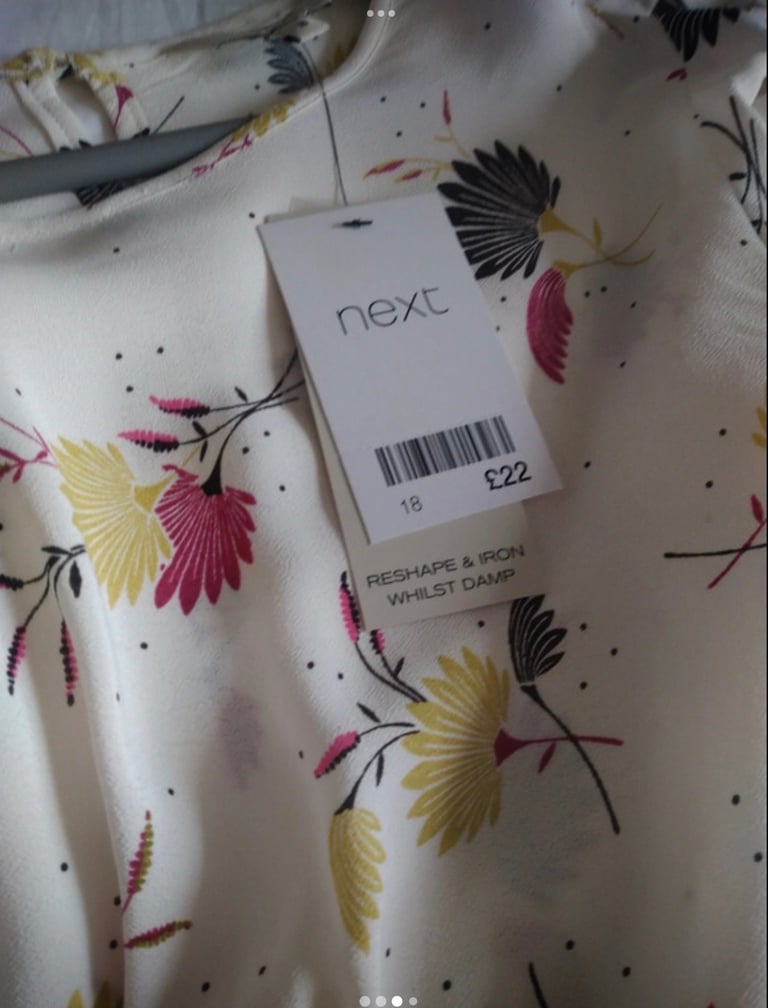 next
18
£22
RESHAPE & IRON
WHILST DAMP